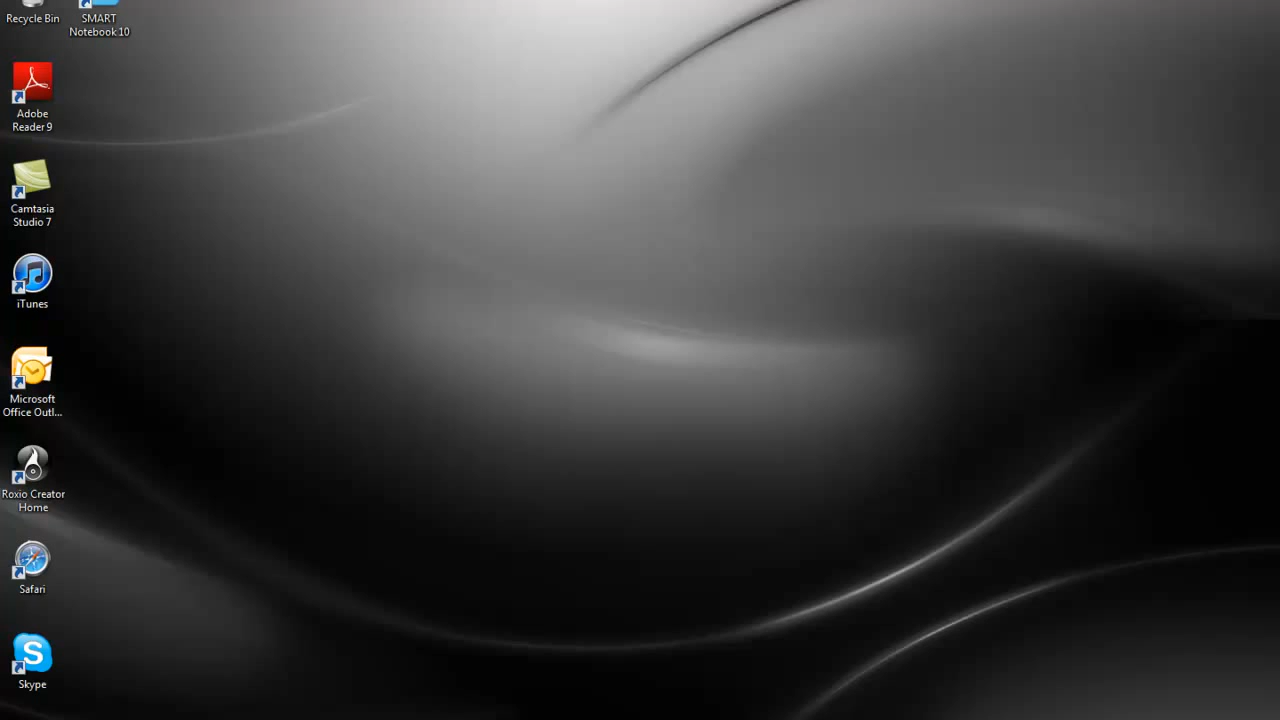 Recycle Bin
SMART
Notebook 10
Adobe
Reader 9
Camtasia
Studio 7
iTunes
Microsoft
Office Outl...
Roxio Creator
Home
Safari
Skype